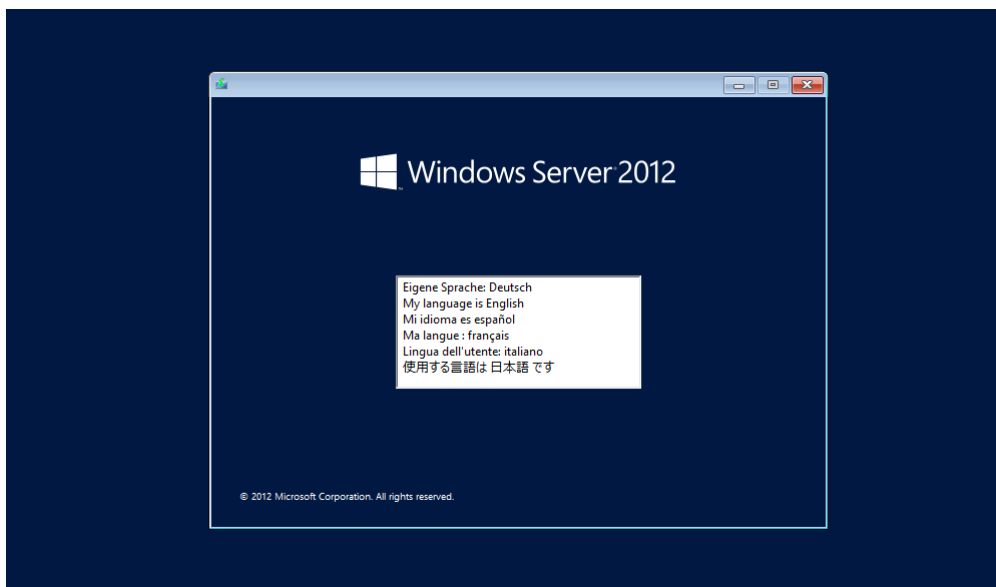 Windows Server 2012
Eigene Sprache: Deutsch
My language is English
Mi idioma es español
Ma langue : français
Lingua dell'utente: italiano
使用する言語は 日本語 です
© 2012 Microsoft Corporation. All rights reserved.